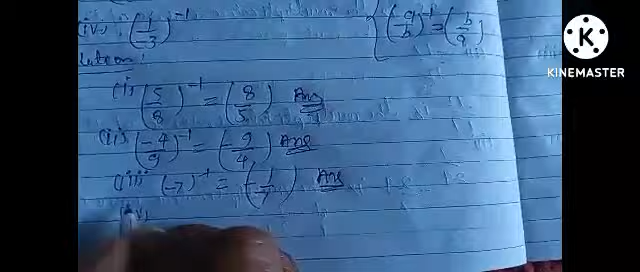 (iv) (1/-3)^-1 {(a/b)^-1 = (b/a)
KINEMASTER
(i) (5/8)^-1 = (8/5) Ans
(ii) (-4/9)^-1 = (-9/4) Ans
(iii) (-7)^-1 = (1/-7) Ans
(iv)